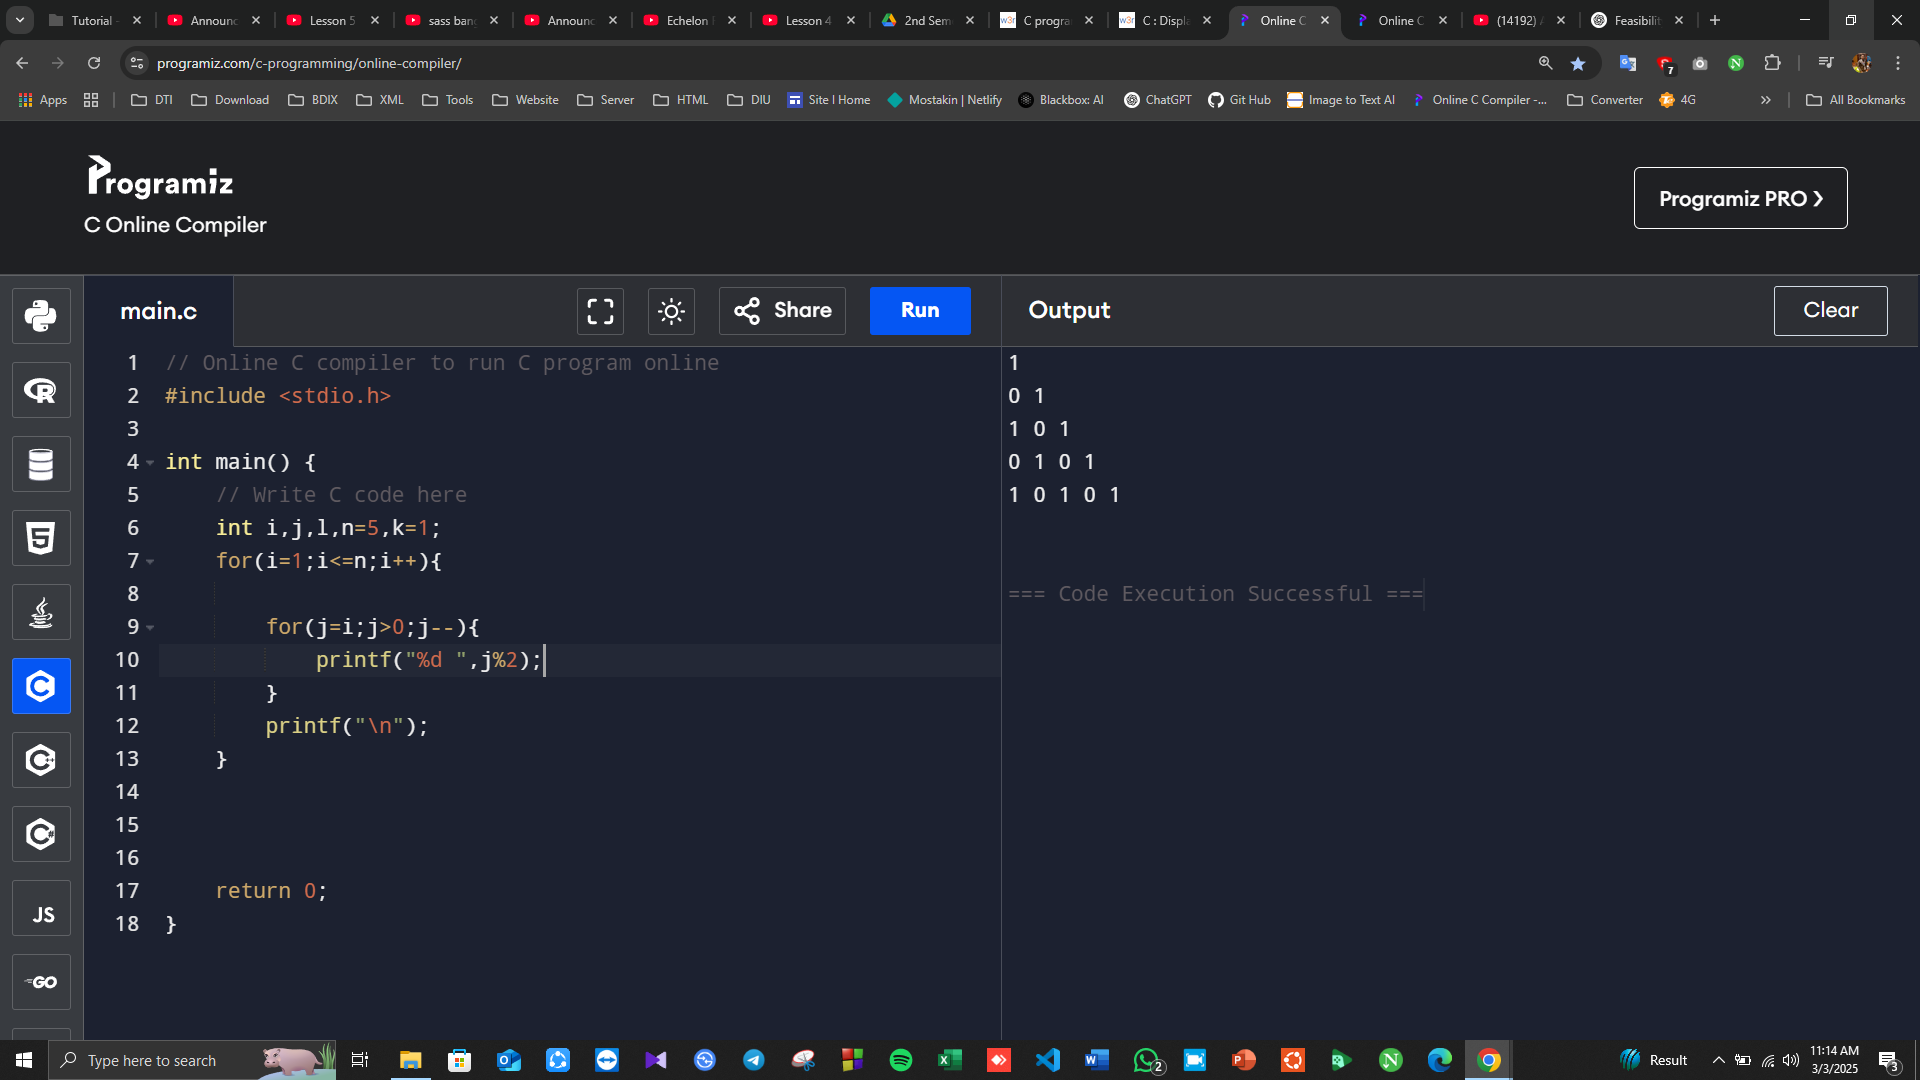 Tutorial -
Announc
Lesson 5
sass bang
Announc
Echelon F
Lesson 4
2nd Sem
w3r C progra
w3r C : Displa
Online C
Online C
(14192) A
Feasibilit
programiz.com/c-programming/online-compiler/
7
Apps
DTI
Download
BDIX
XML
Tools
Website
Server
HTML
DIU
Site I Home
Mostakin | Netlify
Blackbox: AI
ChatGPT
Git Hub
Image to Text AI
Online C Compiler -...
Converter
4G
All Bookmarks
Programiz
C Online Compiler
Programiz PRO ❯
main.c
Share
Run
Output
Clear
1 // Online C compiler to run C program online
2 #include <stdio.h>
3
4 int main() {
5 // Write C code here
6 int i,j,l,n=5,k=1;
7 for(i=1;i<=n;i++){
8
9 for(j=i;j>0;j--){
10 printf("%d ",j%2);
11 }
12 printf("\n");
13 }
14
15
16
17 return 0;
18 }
1
0 1
1 0 1
0 1 0 1
1 0 1 0 1
=== Code Execution Successful ===
JS
GO
Type here to search
2
Result
11:14 AM
3/3/2025
3